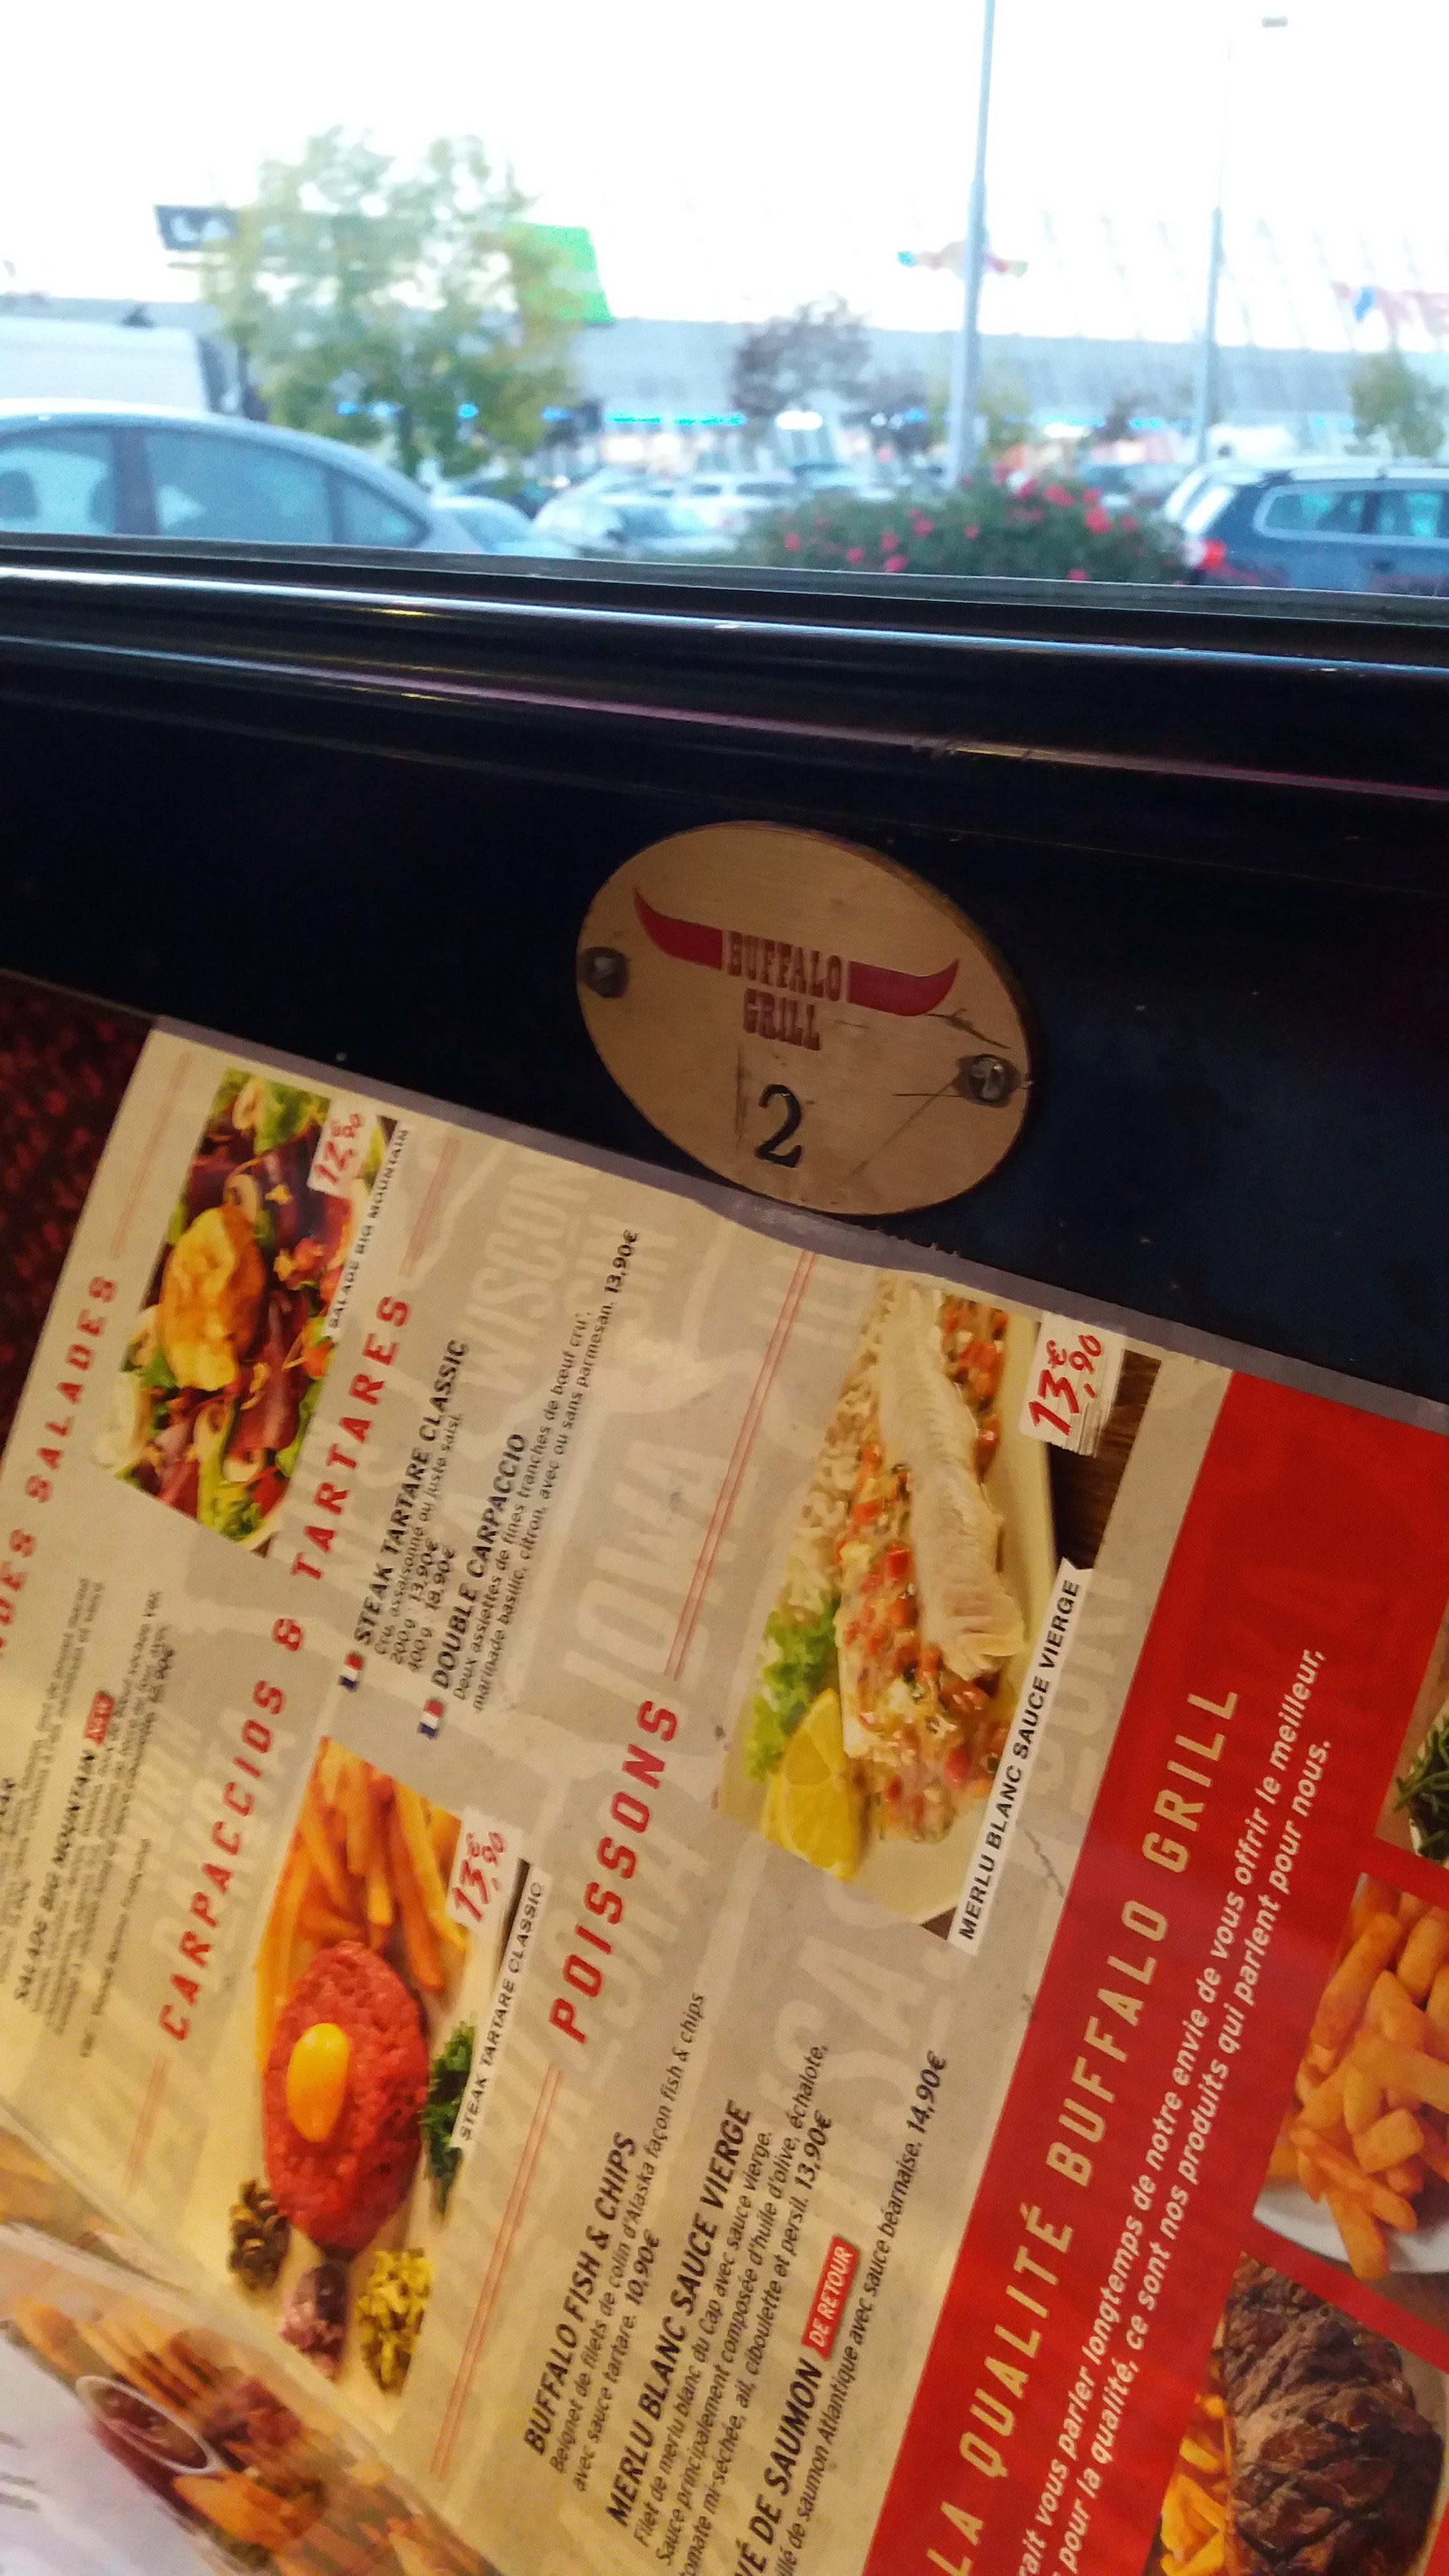 BUFFALO
GRILL
2
SALADES
12,€90
SALADE BIG MOUNTAIN
SALADE BIG MOUNTAIN
CARPACCIOS & TARTARES
STEAK TARTARE CLASSIC
Cru, assaisonné ou juste saisi.
200g : 13,90€
400g : 18,90€
DOUBLE CARPACCIO
Deux assiettes de fines tranches de bœuf cru,
marinade basilic, citron, avec ou sans parmesan. 13,90€
13,€90
STEAK TARTARE CLASSIC
POISSONS
BUFFALO FISH & CHIPS
Beignet de filets de colin d'Alaska façon fish & chips
avec sauce tartare. 10,90€
MERLU BLANC SAUCE VIERGE
Filet de merlu blanc du Cap avec sauce vierge.
Sauce principalement composée d'huile d'olive, échalote,
tomate mi-séchée, ail, ciboulette et persil. 13,90€
DE SAUMON DE RETOUR
de saumon Atlantique avec sauce béarnaise. 14,90€
13,€90
MERLU BLANC SAUCE VIERGE
WISCON
SIN
IOWA
LA QUALITÉ BUFFALO GRILL
vous parler longtemps de notre envie de vous offrir le meilleur,
pour la qualité, ce sont nos produits qui parlent pour nous.